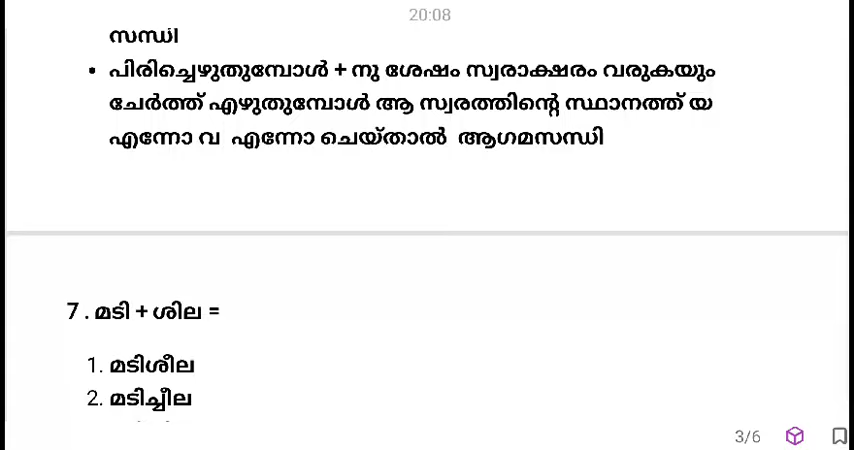 20:08
സന്ധി
• പിരിച്ചെഴുതുമ്പോൾ + നു ശേഷം സ്വരാക്ഷരം വരുകയും
ചേർത്ത് എഴുതുമ്പോൾ ആ സ്വരത്തിന്റെ സ്ഥാനത്ത് യ
എന്നോ വ എന്നോ ചെയ്താൽ ആഗമസന്ധി
7 . മടി + ശില =
1. മടിശീല
2. മടിച്ചീല
3/6